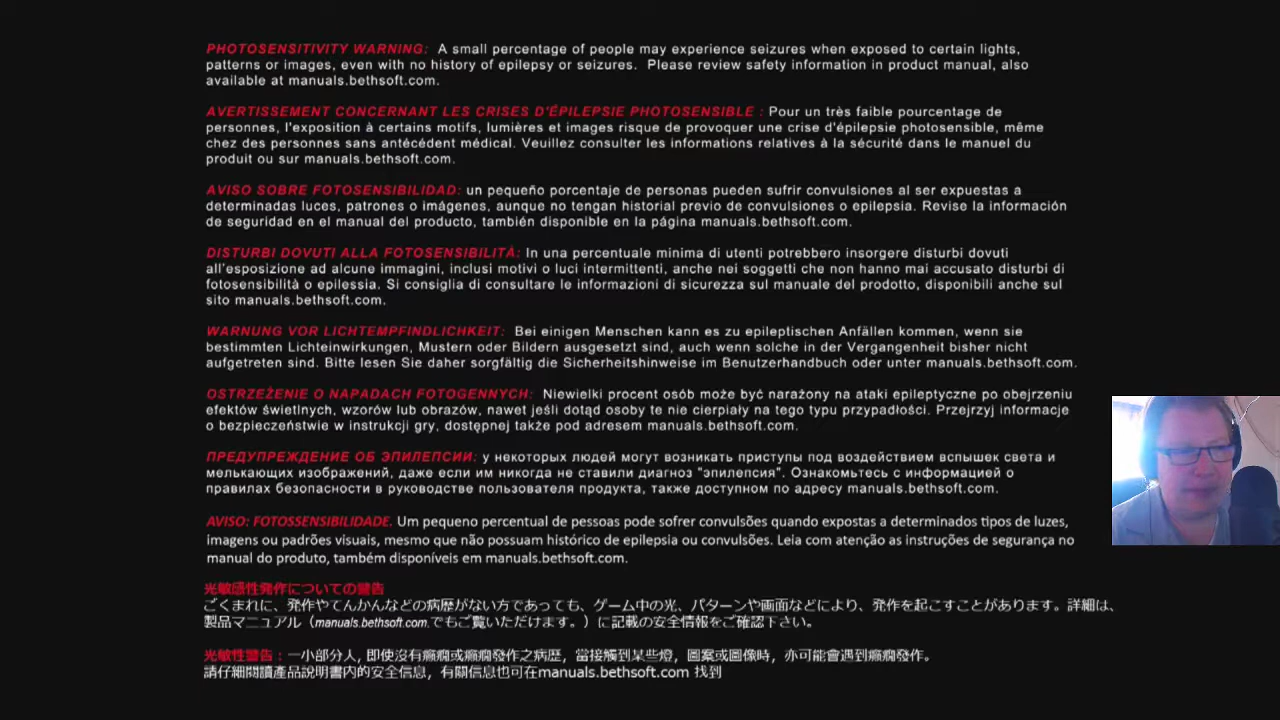 PHOTOSENSITIVITY WARNING: A small percentage of people may experience seizures when exposed to certain lights,
patterns or images, even with no history of epilepsy or seizures. Please review safety information in product manual, also
available at manuals.bethsoft.com.
AVERTISSEMENT CONCERNANT LES CRISES D'ÉPILEPSIE PHOTOSENSIBLE : Pour un très faible pourcentage de
personnes, l'exposition à certains motifs, lumières et images risque de provoquer une crise d'épilepsie photosensible, même
chez des personnes sans antécédent médical. Veuillez consulter les informations relatives à la sécurité dans le manuel du
produit ou sur manuals.bethsoft.com.
AVISO SOBRE FOTOSENSIBILIDAD: un pequeño porcentaje de personas pueden sufrir convulsiones al ser expuestas a
determinadas luces, patrones o imágenes, aunque no tengan historial previo de convulsiones o epilepsia. Revise la información
de seguridad en el manual del producto, también disponible en la página manuals.bethsoft.com.
DISTURBI DOVUTI ALLA FOTOSENSIBILITÀ: In una percentuale minima di utenti potrebbero insorgere disturbi dovuti
all'esposizione ad alcune immagini, inclusi motivi o luci intermittenti, anche nei soggetti che non hanno mai accusato disturbi di
fotosensibilità o epilessia. Si consiglia di consultare le informazioni di sicurezza sul manuale del prodotto, disponibili anche sul
sito manuals.bethsoft.com.
WARNUNG VOR LICHTEMPFINDLICHKEIT: Bei einigen Menschen kann es zu epileptischen Anfällen kommen, wenn sie
bestimmten Lichteinwirkungen, Mustern oder Bildern ausgesetzt sind, auch wenn solche in der Vergangenheit bisher nicht
aufgetreten sind. Bitte lesen Sie daher sorgfältig die Sicherheitshinweise im Benutzerhandbuch oder unter manuals.bethsoft.com.
OSTRZEŻENIE O NAPADACH FOTOGENNYCH: Niewielki procent osób może być narażony na ataki epileptyczne po obejrzeniu
efektów świetlnych, wzorów lub obrazów, nawet jeśli dotąd osoby te nie cierpiały na tego typu przypadłości. Przejrzyj informacje
o bezpieczeństwie w instrukcji gry, dostępnej także pod adresem manuals.bethsoft.com.
ПРЕДУПРЕЖДЕНИЕ ОБ ЭПИЛЕПСИИ: у некоторых людей могут возникать приступы под воздействием вспышек света и
мелькающих изображений, даже если им никогда не ставили диагноз "эпилепсия". Ознакомьтесь с информацией о
правилах безопасности в руководстве пользователя продукта, также доступном по адресу manuals.bethsoft.com.
AVISO: FOTOSSENSIBILIDADE. Um pequeno percentual de pessoas pode sofrer convulsões quando expostas a determinados tipos de luzes,
imagens ou padrões visuais, mesmo que não possuam histórico de epilepsia ou convulsões. Leia com atenção as instruções de segurança no
manual do produto, também disponíveis em manuals.bethsoft.com.
光敏感性発作についての警告
ごくまれに、発作やてんかんなどの病歴がない方であっても、ゲーム中の光、パターンや画面などにより、発作を起こすことがあります。詳細は、
製品マニュアル（manuals.bethsoft.com.でもご覧いただけます。）に記載の安全情報をご確認下さい。
光敏性警告：一小部分人，即使沒有癲癇或癲癇發作之病歷，當接觸到某些燈，圖案或圖像時，亦可能會遇到癲癇發作。
請仔細閱讀產品說明書內的安全信息，有關信息也可在manuals.bethsoft.com 找到